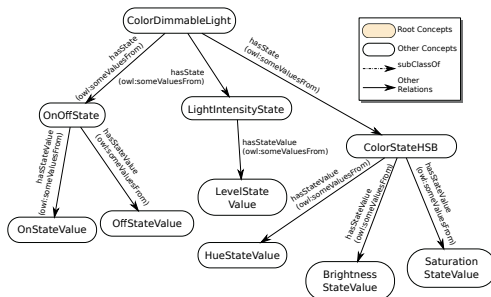 ColorDimmableLight
Root Concepts
Other Concepts
subClassOf
Other
Relations
hasState
(owl:someValuesFrom)
hasState
(owl:someValuesFrom)
hasState
(owl:someValuesFrom)
OnOffState
LightIntensityState
ColorStateHSB
hasStateValue
(owl:someValuesFrom)
hasStateValue
(owl:someValuesFrom)
hasStateValue
(owl:someValuesFrom)
hasStateValue
(owl:someValuesFrom)
hasStateValue
(owl:someValuesFrom)
hasStateValue
(owl:someValuesFrom)
OnStateValue
OffStateValue
LevelState
Value
HueStateValue
Brightness
StateValue
Saturation
StateValue